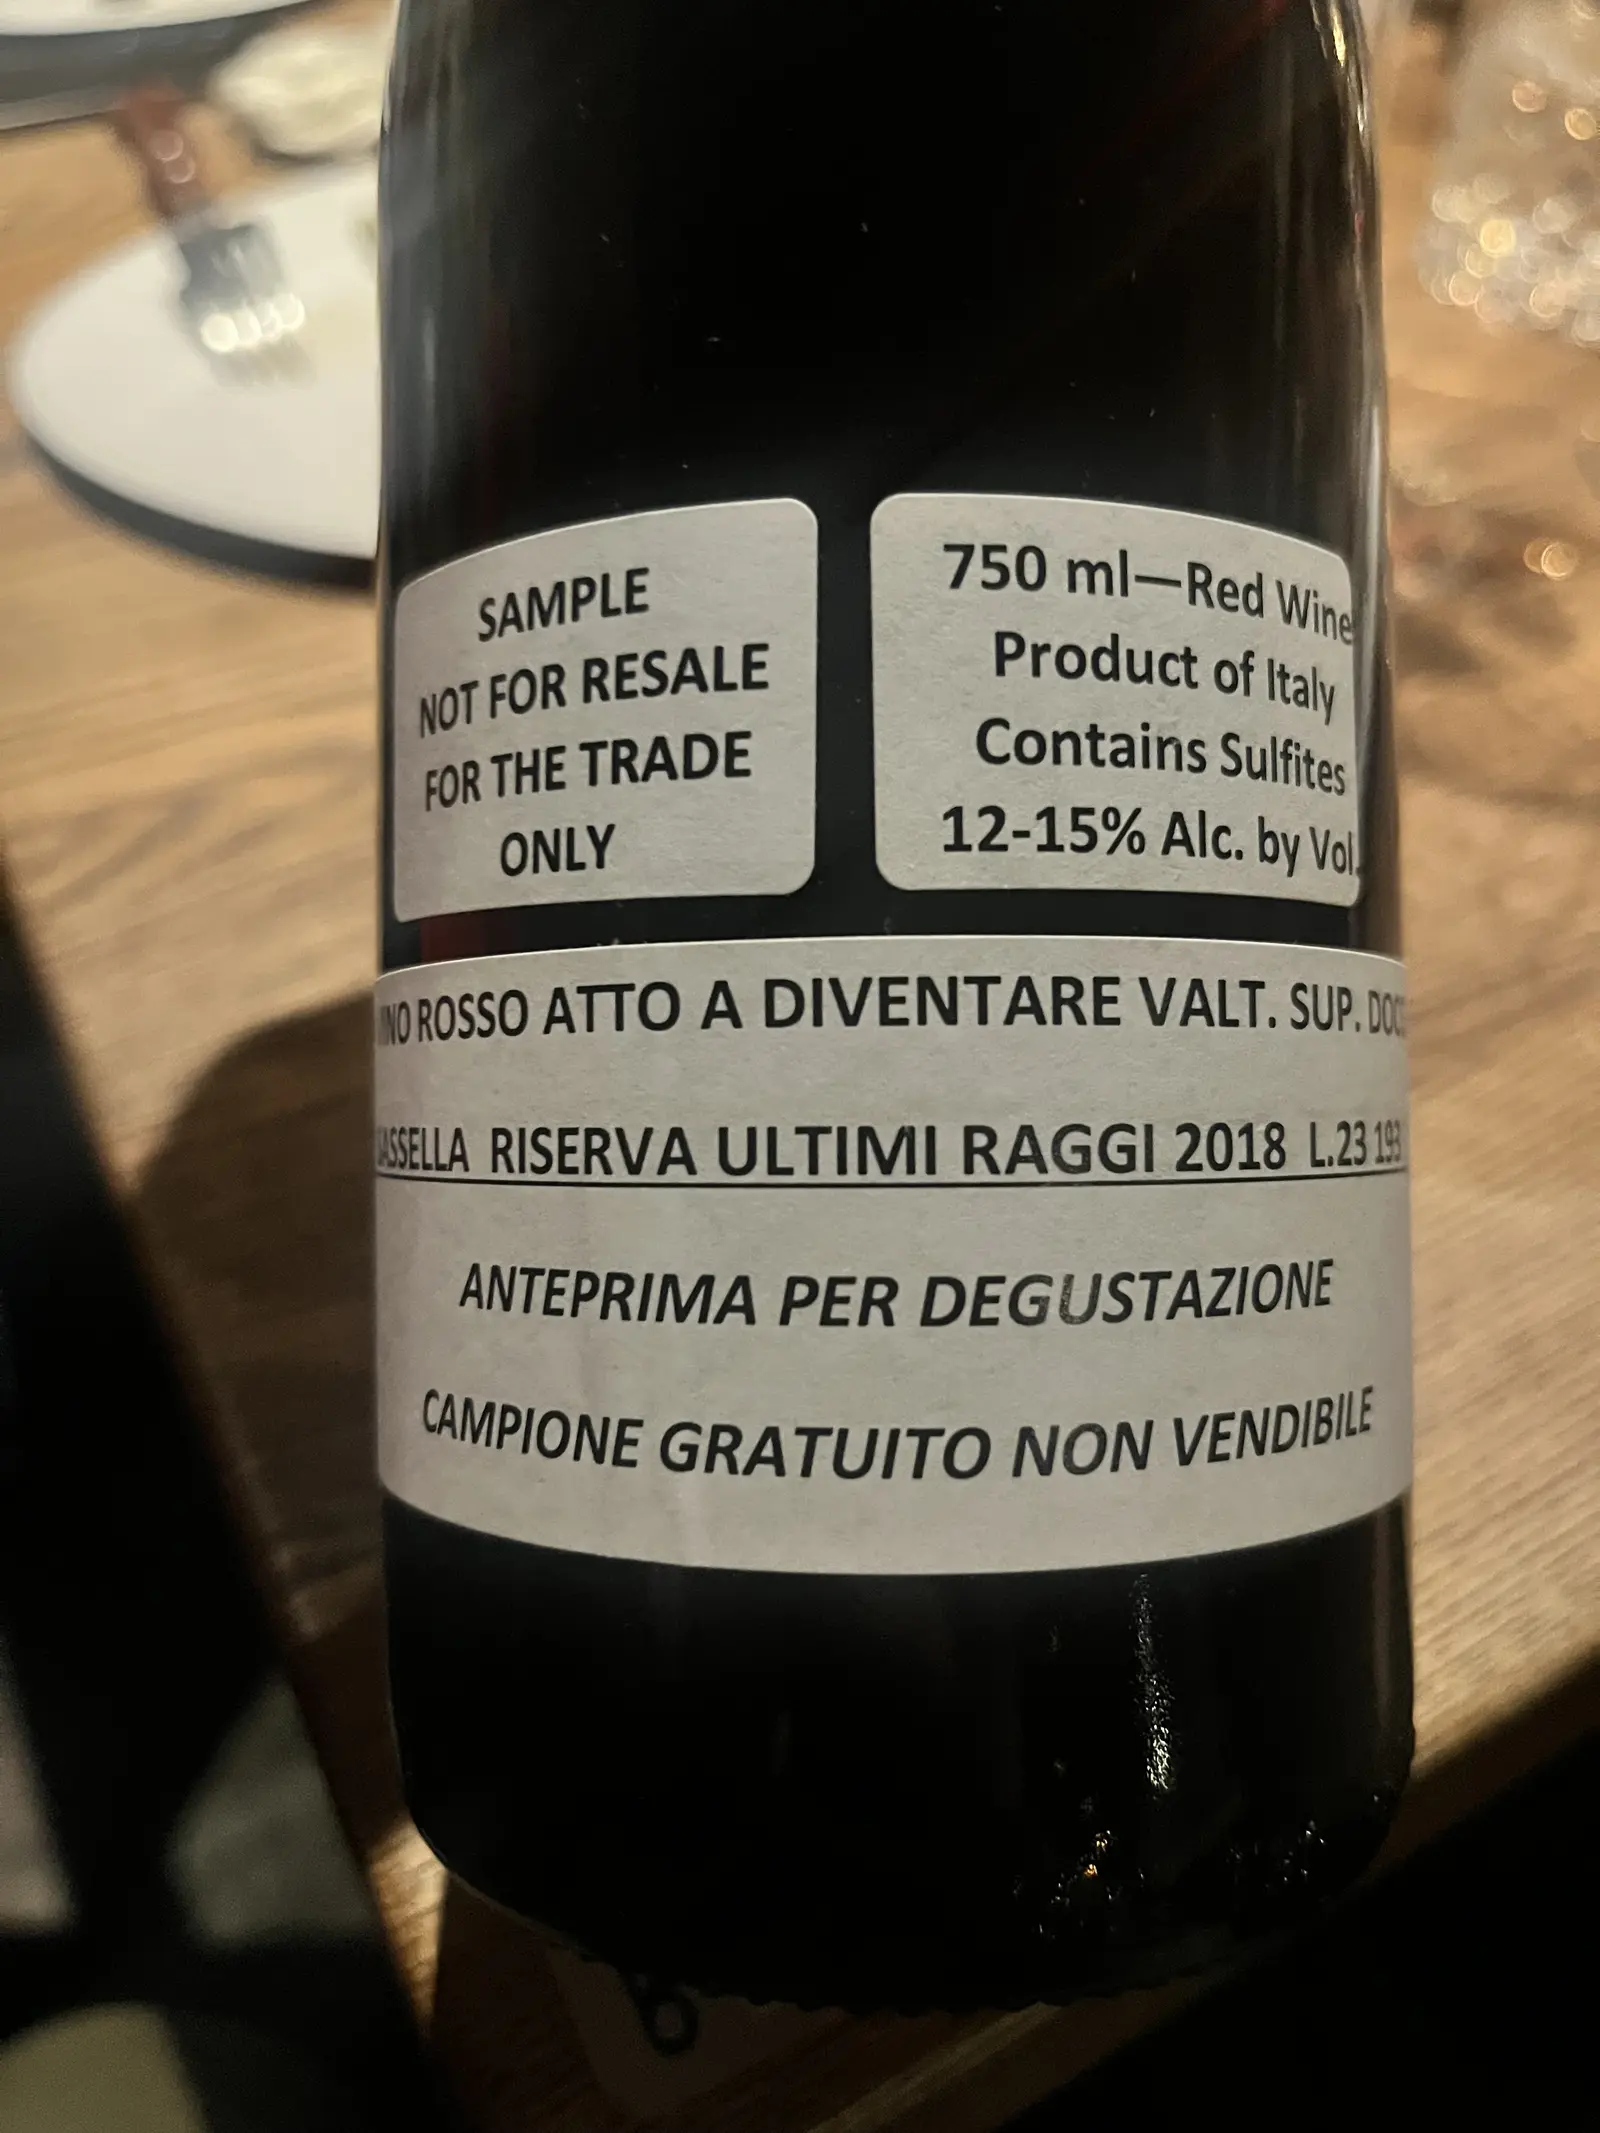 SAMPLE
NOT FOR RESALE
FOR THE TRADE
ONLY
750 ml—Red Wine
Product of Italy
Contains Sulfites
12-15% Alc. by Vol.
ROSSO ATTO A DIVENTARE VALT. SUP.
SASSELLA RISERVA ULTIMI RAGGI 2018 L.23 193
ANTEPRIMA PER DEGUSTAZIONE
CAMPIONE GRATUITO NON VENDIBILE